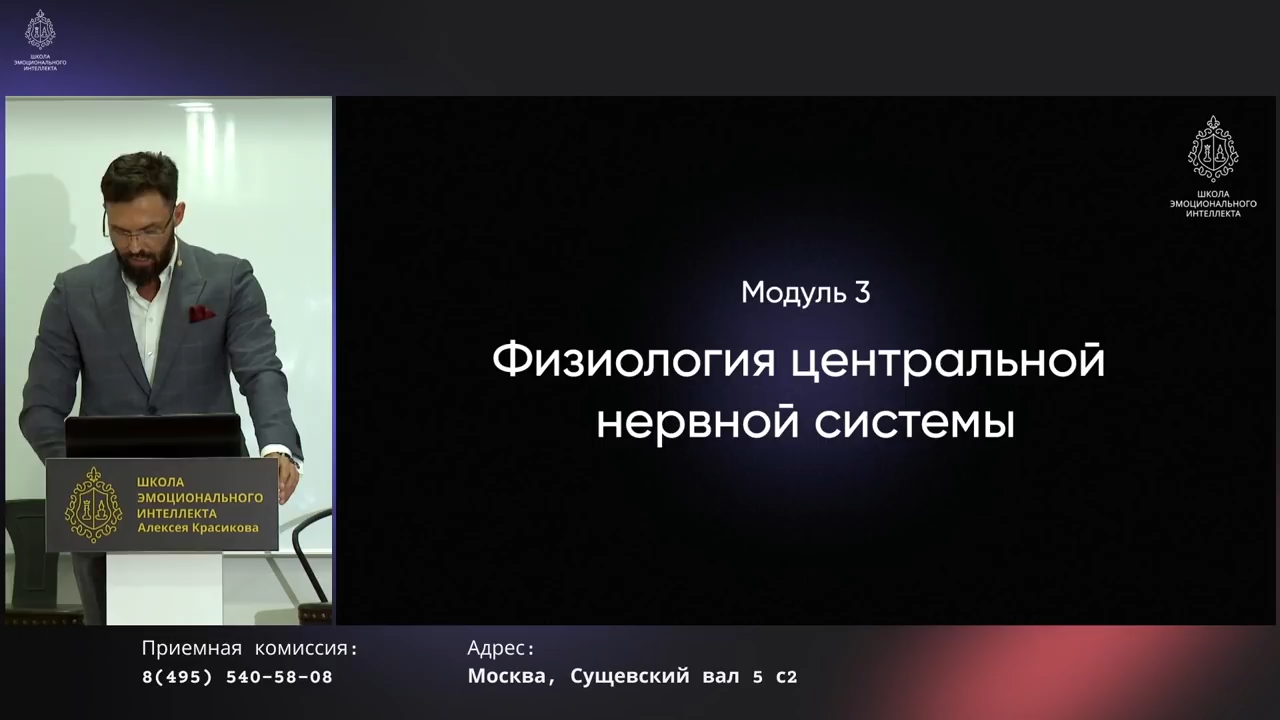 ШКОЛА
ЭМОЦИОНАЛЬНОГО
ИНТЕЛЛЕКТА
ШКОЛА
ЭМОЦИОНАЛЬНОГО
ИНТЕЛЛЕКТА
Модуль 3
Физиология центральной
нервной системы
ШКОЛА
ЭМОЦИОНАЛЬНОГО
ИНТЕЛЛЕКТА
Алексея Красикова
Приемная комиссия:
8(495) 540-58-08
Адрес:
Москва, Сущевский вал 5 с2